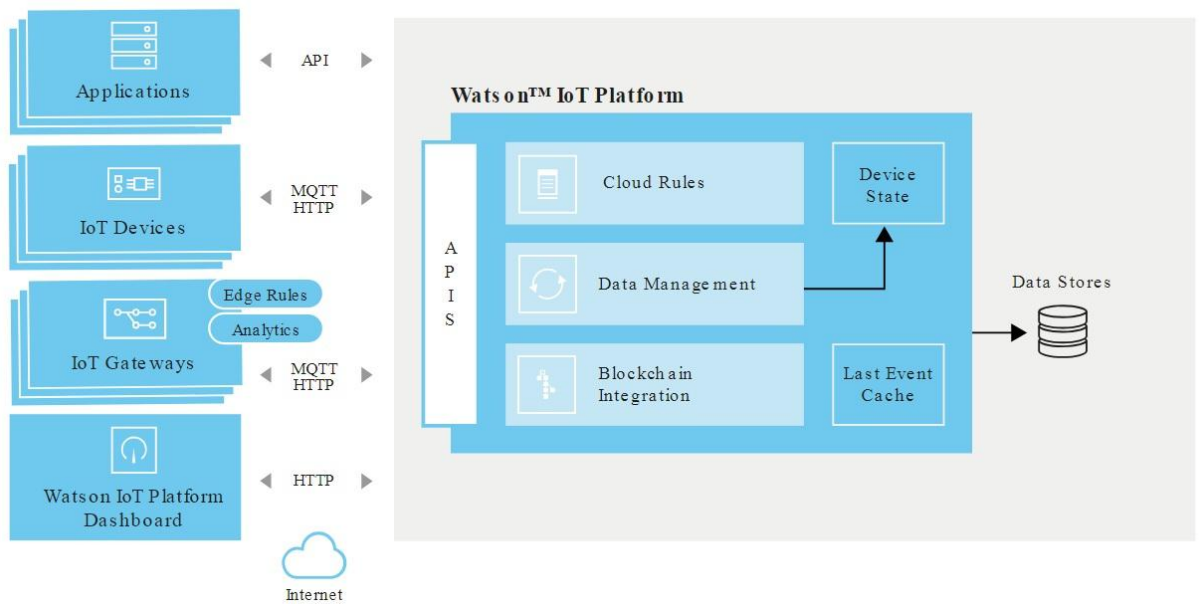 Applications
API
IoT Devices
MQTT
HTTP
Edge Rules
Analytics
IoT Gateways
MQTT
HTTP
Watson IoT Platform
Dashboard
HTTP
Internet
Watson™ IoT Platform
A
P
I
S
Cloud Rules
Data Management
Blockchain
Integration
Device
State
Last Event
Cache
Data Stores